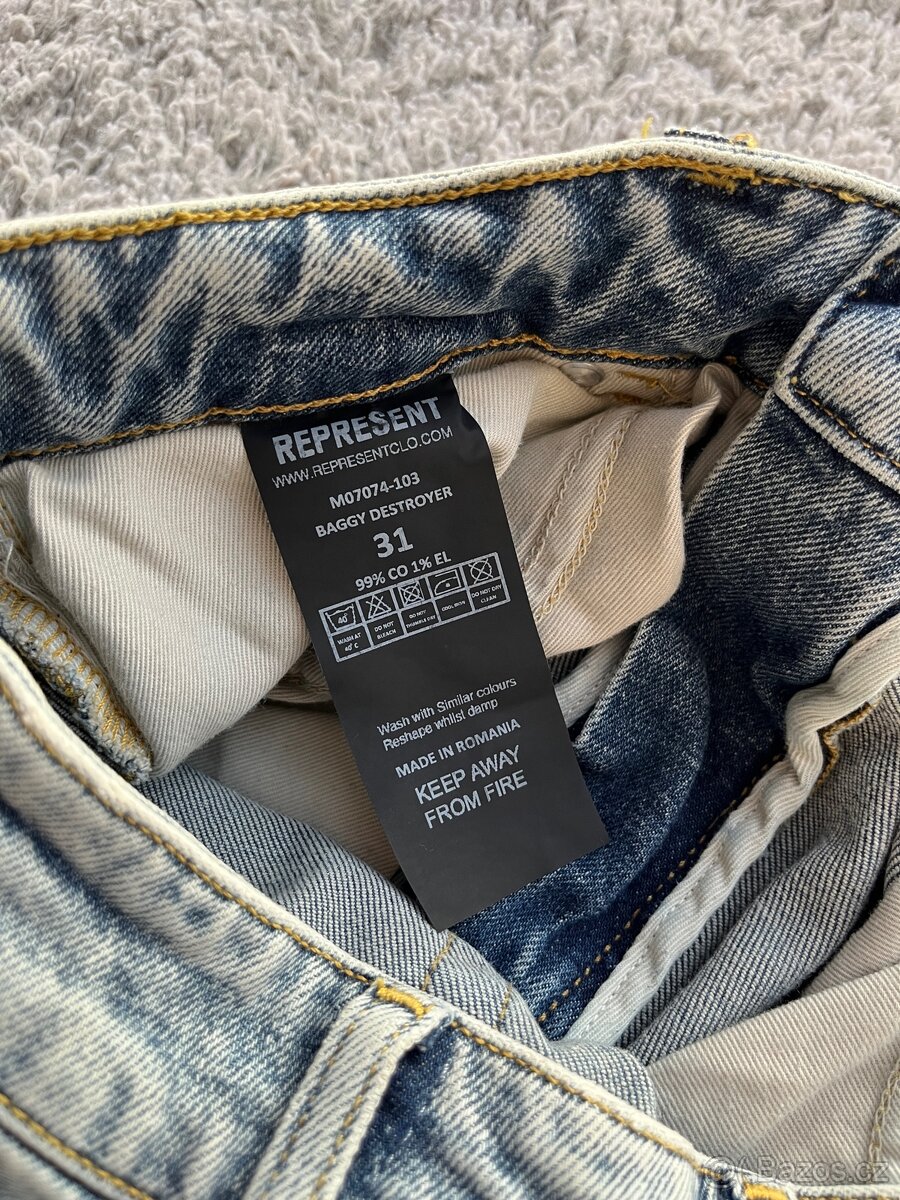 REPRESENT
WWW.REPRESENTCLO.COM
M07074-103
BAGGY DESTROYER
31
99% CO 1% EL
40°
WASH AT 40°C
DO NOT BLEACH
DO NOT TUMBLE DRY
COOL IRON
DO NOT DRY CLEAN
Wash with Similar colours
Reshape whilst damp
MADE IN ROMANIA
KEEP AWAY
FROM FIRE
Bazos.cz